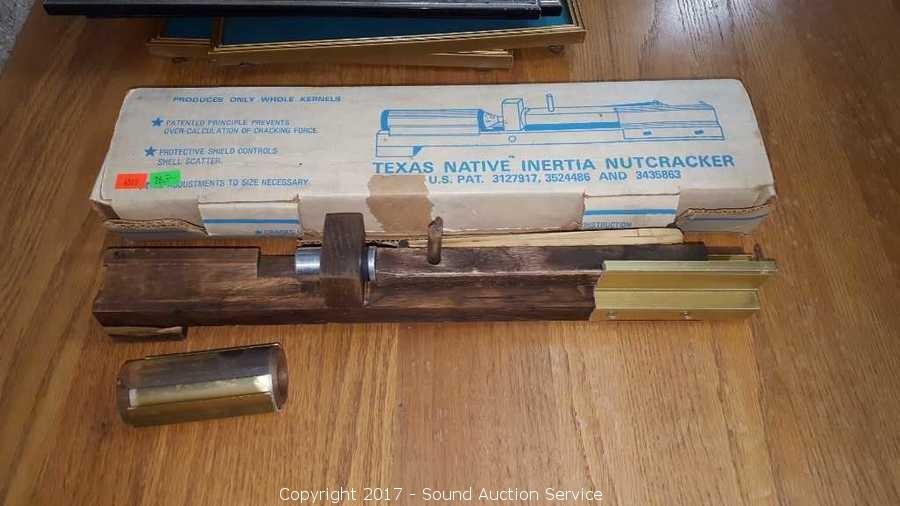 PRODUCES ONLY WHOLE KERNELS
PATENTED PRINCIPLE PREVENTS
OVER-CALCULATION OF CRACKING FORCE.
PROTECTIVE SHIELD CONTROLS
SHELL SCATTER.
ADJUSTMENTS TO SIZE NECESSARY.
TEXAS NATIVE™ INERTIA NUTCRACKER
U.S. PAT. 3127917, 3524486 AND 3435863
Copyright 2017 - Sound Auction Service